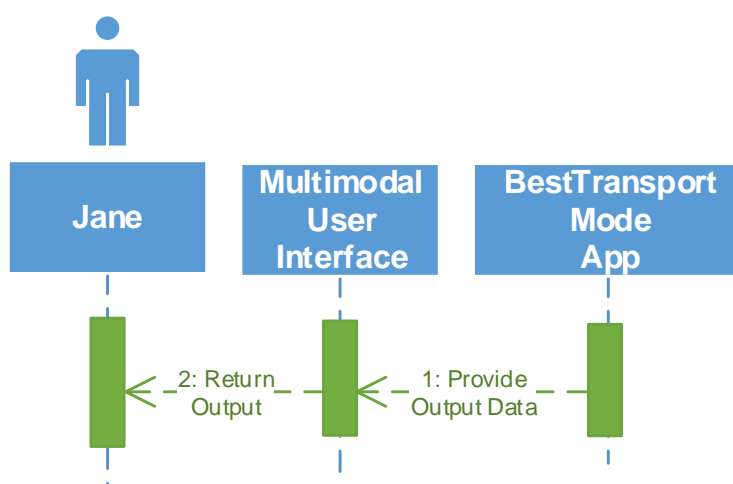 Jane
Multimodal
User
Interface
BestTransport
Mode
App
2: Return
Output
1: Provide
Output Data